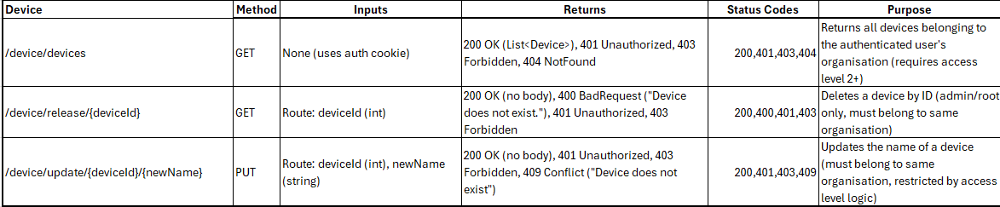 Device Method Inputs Returns Status Codes Purpose
/device/devices GET None (uses auth cookie) 200 OK (List<Device>), 401 Unauthorized, 403 Forbidden, 404 NotFound 200,401,403,404 Returns all devices belonging to the authenticated user's organisation (requires access level 2+)
/device/release/{deviceId} GET Route: deviceId (int) 200 OK (no body), 400 BadRequest ("Device does not exist."), 401 Unauthorized, 403 Forbidden 200,400,401,403 Deletes a device by ID (admin/root only, must belong to same organisation)
/device/update/{deviceId}/{newName} PUT Route: deviceId (int), newName (string) 200 OK (no body), 401 Unauthorized, 403 Forbidden, 409 Conflict ("Device does not exist") 200,401,403,409 Updates the name of a device (must belong to same organisation, restricted by access level logic)